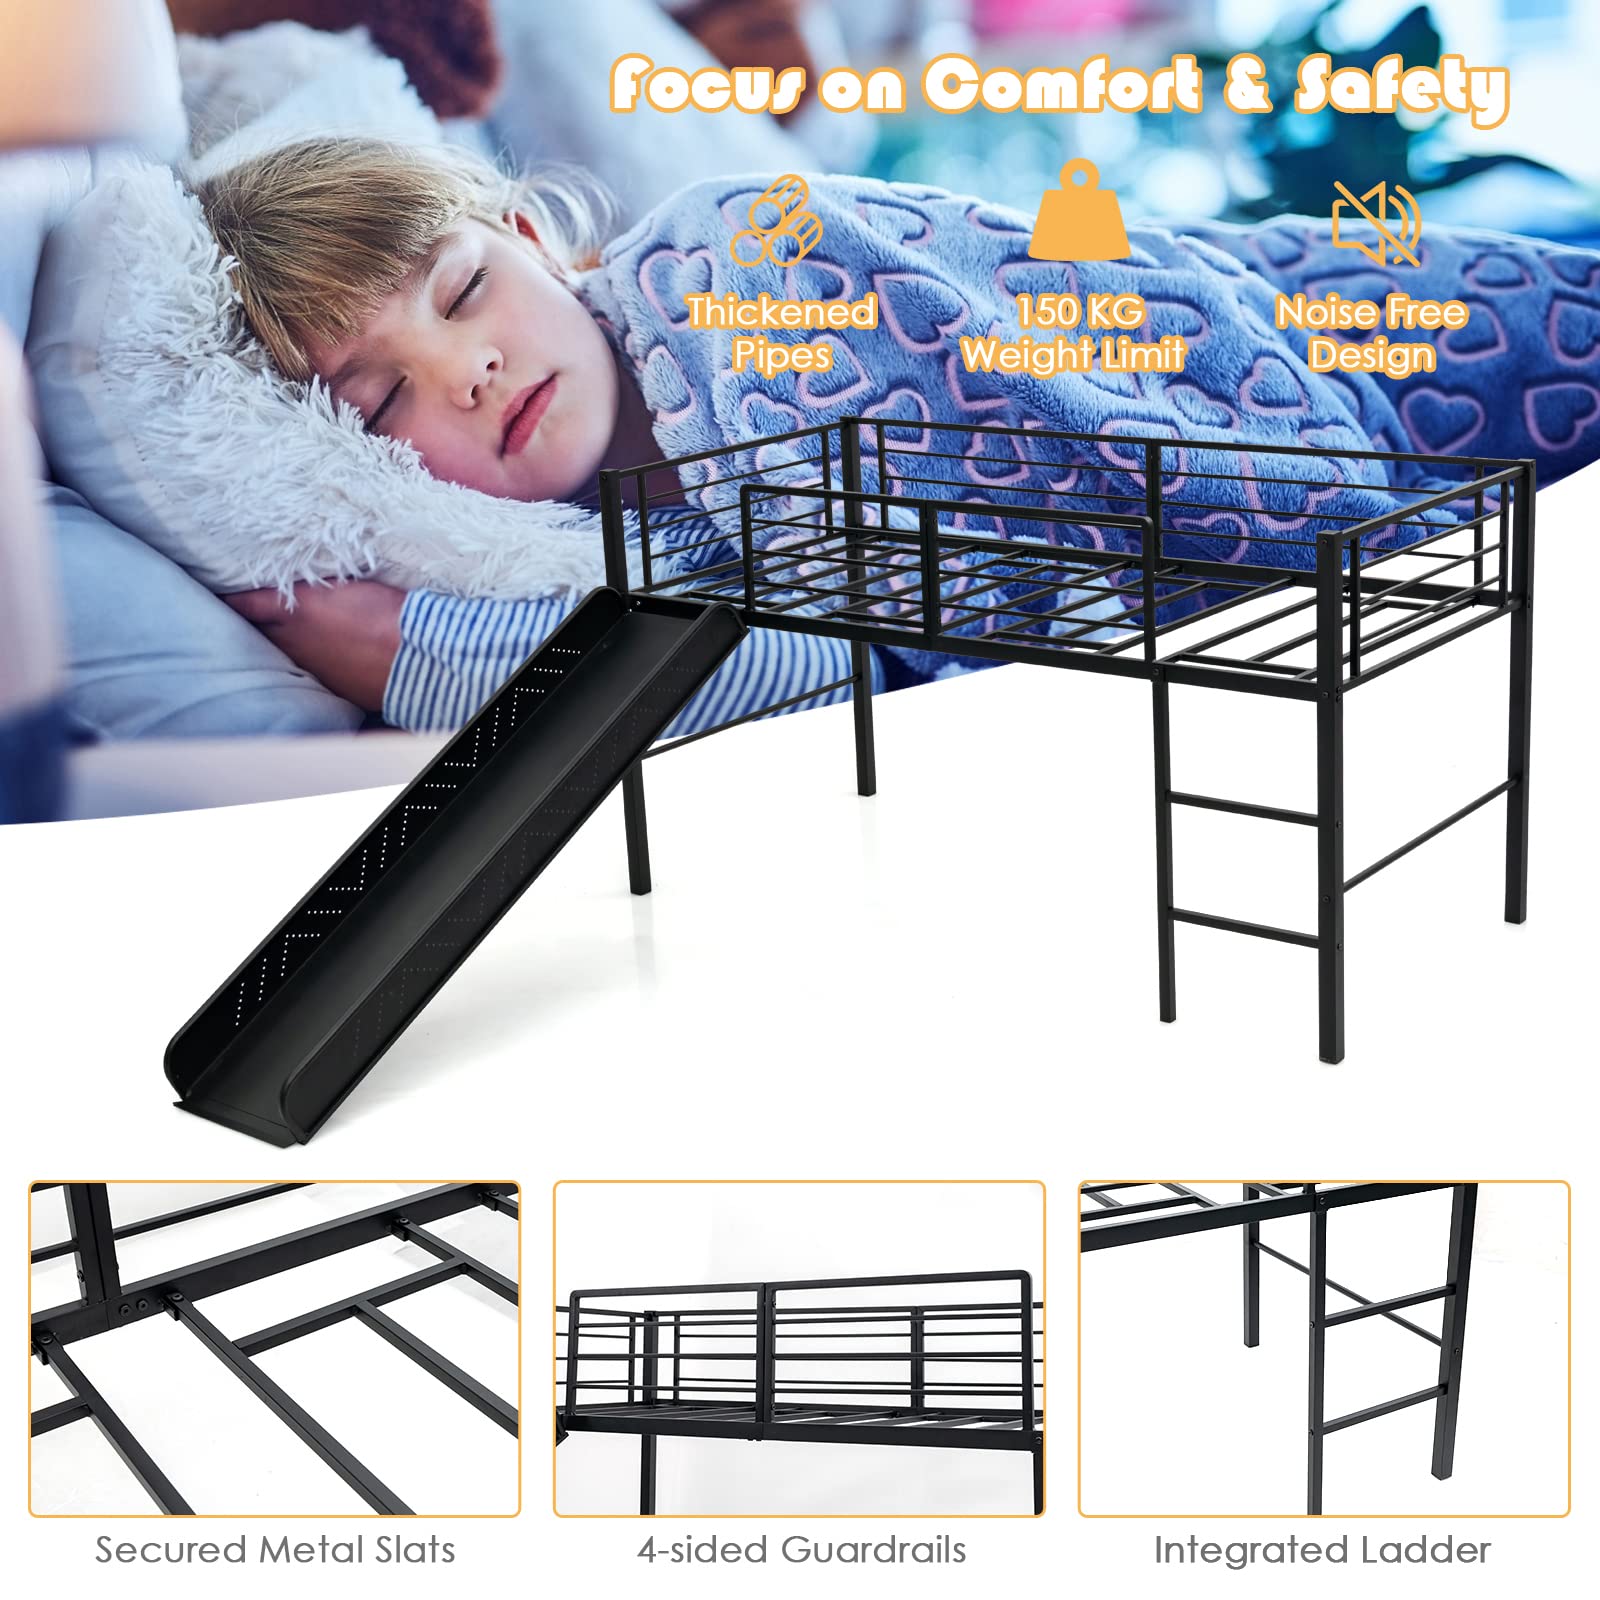 Focus on Comfort & Safety
Thickened
Pipes
150 KG
Weight Limit
Noise Free
Design
Secured Metal Slats
4-sided Guardrails
Integrated Ladder